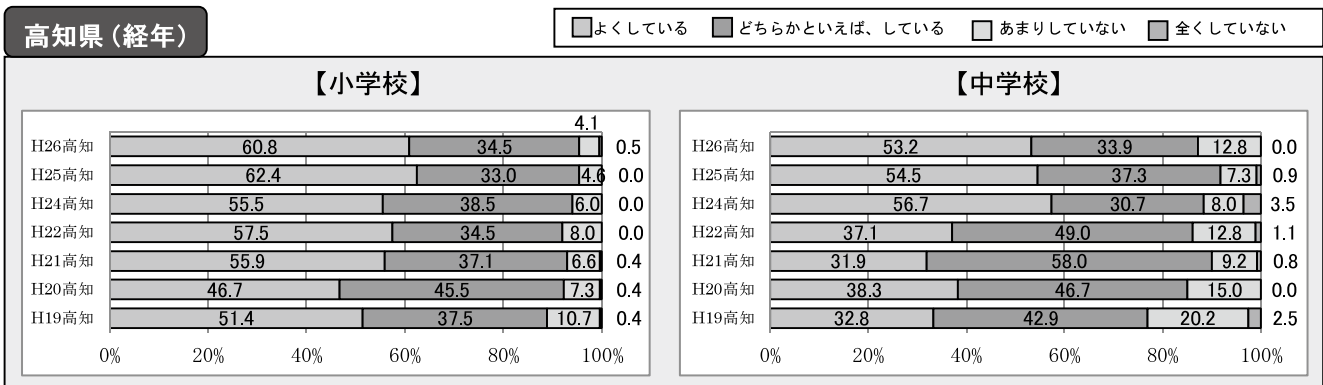 高知県（経年）
よくしている どちらかといえば、している あまりしていない 全くしていない
【小学校】
4.1
H26高知 60.8 34.5 0.5
H25高知 62.4 33.0 4.6 0.0
H24高知 55.5 38.5 6.0 0.0
H22高知 57.5 34.5 8.0 0.0
H21高知 55.9 37.1 6.6 0.4
H20高知 46.7 45.5 7.3 0.4
H19高知 51.4 37.5 10.7 0.4
0% 20% 40% 60% 80% 100%
【中学校】
H26高知 53.2 33.9 12.8 0.0
H25高知 54.5 37.3 7.3 0.9
H24高知 56.7 30.7 8.0 3.5
H22高知 37.1 49.0 12.8 1.1
H21高知 31.9 58.0 9.2 0.8
H20高知 38.3 46.7 15.0 0.0
H19高知 32.8 42.9 20.2 2.5
0% 20% 40% 60% 80% 100%